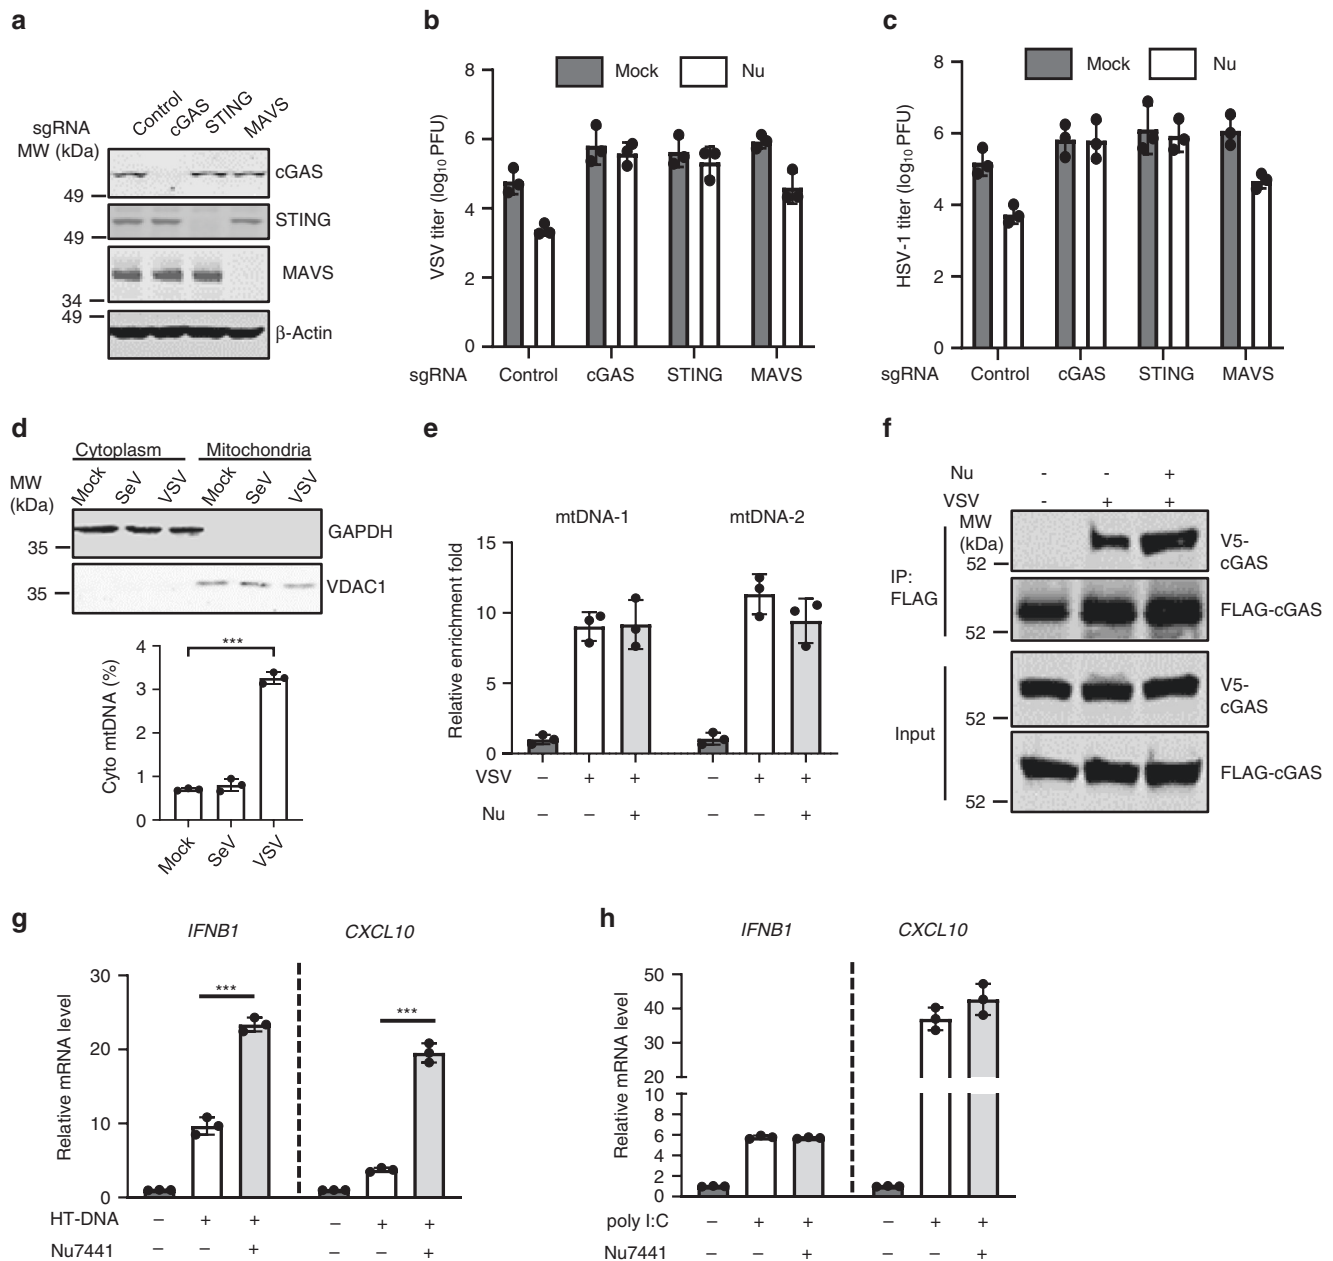 a
sgRNA
Control
cGAS
STING
MAVS
MW (kDa)
cGAS
49
STING
49
MAVS
34
49
β-Actin
b
Mock
Nu
VSV titer (log10 PFU)
8
6
4
2
0
sgRNA
Control
cGAS
STING
MAVS
c
Mock
Nu
HSV-1 titer (log10 PFU)
8
6
4
2
0
sgRNA
Control
cGAS
STING
MAVS
d
Cytoplasm
Mitochondria
MW
(kDa)
Mock
SeV
VSV
Mock
SeV
VSV
GAPDH
35
VDAC1
35
Cyto mtDNA (%)
4
3
2
1
0
***
Mock
SeV
VSV
e
mtDNA-1
mtDNA-2
Relative enrichment fold
15
10
5
0
VSV – + + – + +
Nu – – + – – +
f
Nu - - +
VSV - + +
MW
(kDa)
52
V5-
cGAS
IP:
FLAG
52
FLAG-cGAS
V5-
cGAS
52
Input
FLAG-cGAS
52
g
IFNB1
CXCL10
Relative mRNA level
30
20
10
0
***
***
HT-DNA – + + – + +
Nu7441 – – + – – +
h
IFNB1
CXCL10
Relative mRNA level
50
40
30
20
10
8
6
4
2
0
poly I:C – + + – + +
Nu7441 – – + – – +